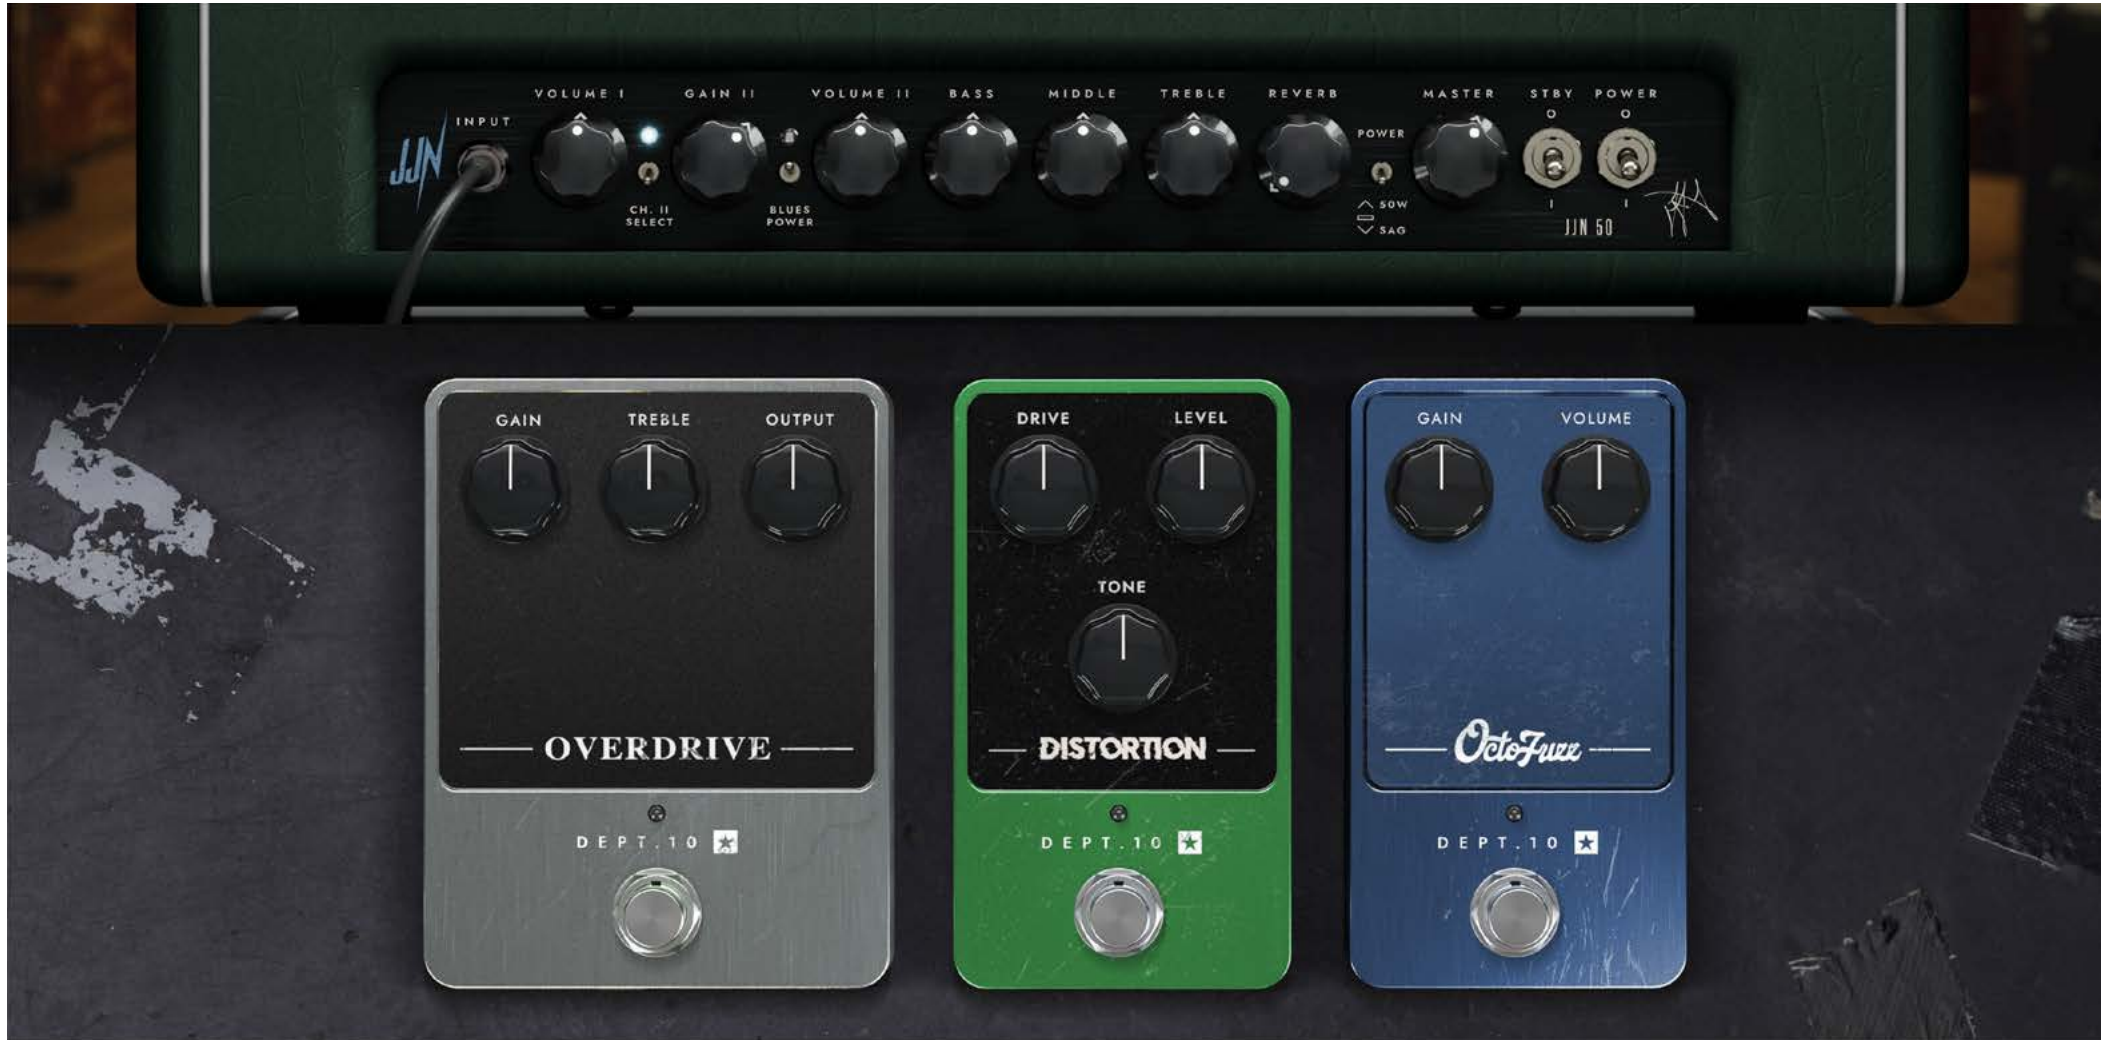 VOLUME I GAIN II VOLUME II BASS MIDDLE TREBLE REVERB MASTER STBY POWER
INPUT
JJN
POWER
CH. II
SELECT
BLUES
POWER
50W
SAG
JJN 50
GAIN TREBLE OUTPUT
OVERDRIVE
DEPT.10
DRIVE LEVEL
TONE
DISTORTION
DEPT.10
GAIN VOLUME
OctoFuzz
DEPT.10